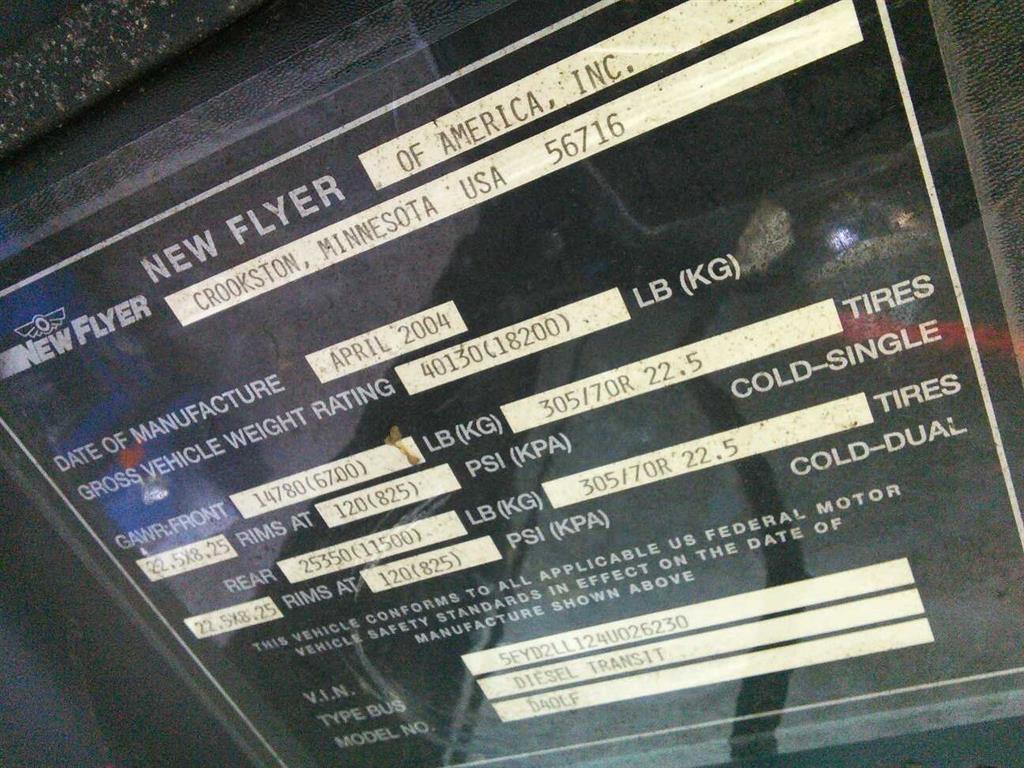 NEW FLYER
NEW FLYER OF AMERICA, INC.
CROOKSTON, MINNESOTA USA 56716
DATE OF MANUFACTURE APRIL 2004
GROSS VEHICLE WEIGHT RATING 40130(18200) LB (KG)
GAWR:FRONT 14780(6700) LB(KG) 305/70R 22.5 TIRES
22.5X8.25 RIMS AT 120(825) PSI (KPA) COLD-SINGLE
REAR 25350(11500) LB(KG) 305/70R 22.5 TIRES
22.5X8.25 RIMS AT 120(825) PSI (KPA) COLD-DUAL
THIS VEHICLE CONFORMS TO ALL APPLICABLE US FEDERAL MOTOR
VEHICLE SAFETY STANDARDS IN EFFECT ON THE DATE OF
MANUFACTURE SHOWN ABOVE
V.I.N. 5FYD2LL124U026230
TYPE BUS DIESEL TRANSIT
MODEL NO. D40LF